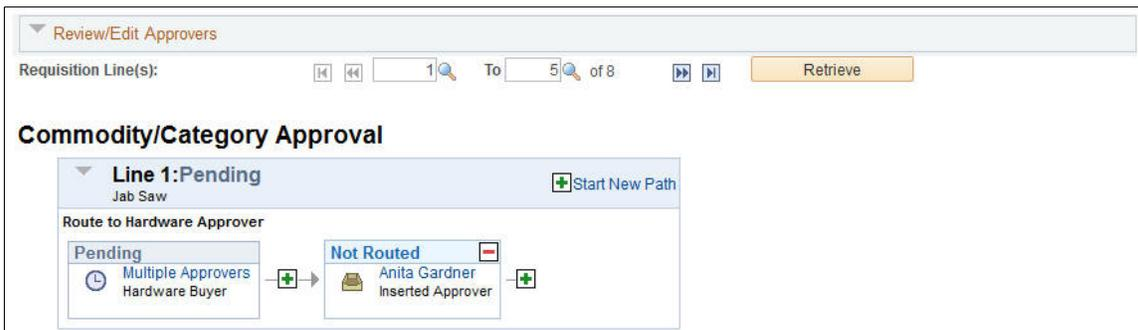 Review/Edit Approvers
Requisition Line(s): 1 To 5 of 8 Retrieve
Commodity/Category Approval
Line 1:Pending
Jab Saw
Start New Path
Route to Hardware Approver
Pending
Multiple Approvers
Hardware Buyer
Not Routed
Anita Gardner
Inserted Approver